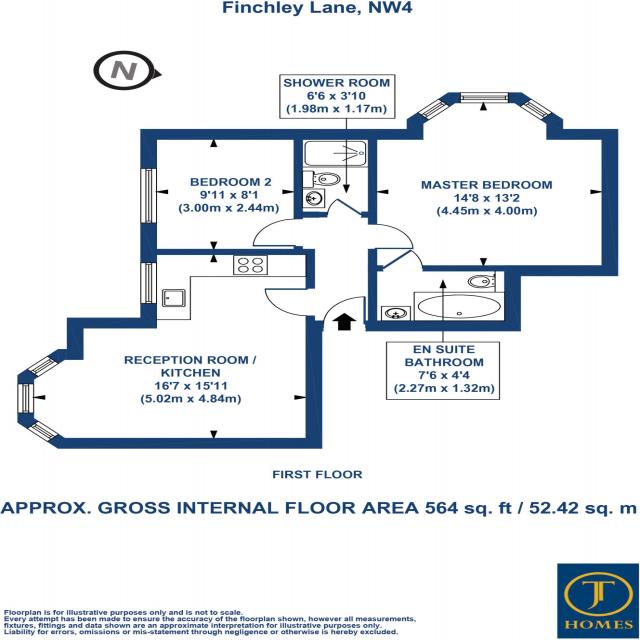 Finchley Lane, NW4
N
SHOWER ROOM
6'6 x 3'10
(1.98m x 1.17m)
BEDROOM 2
9'11 x 8'1
(3.00m x 2.44m)
MASTER BEDROOM
14'8 x 13'2
(4.45m x 4.00m)
RECEPTION ROOM /
KITCHEN
16'7 x 15'11
(5.02m x 4.84m)
EN SUITE
BATHROOM
7'6 x 4'4
(2.27m x 1.32m)
FIRST FLOOR
APPROX. GROSS INTERNAL FLOOR AREA 564 sq. ft / 52.42 sq. m
Floorplan is for illustrative purposes only and is not to scale.
Every attempt has been made to ensure the accuracy of the floorplan shown, however all measurements,
fixtures, fittings and data shown are an approximate interpretation for illustrative purposes only.
Liability for errors, omissions or mis-statement through negligence or otherwise is hereby excluded.
JT
HOMES